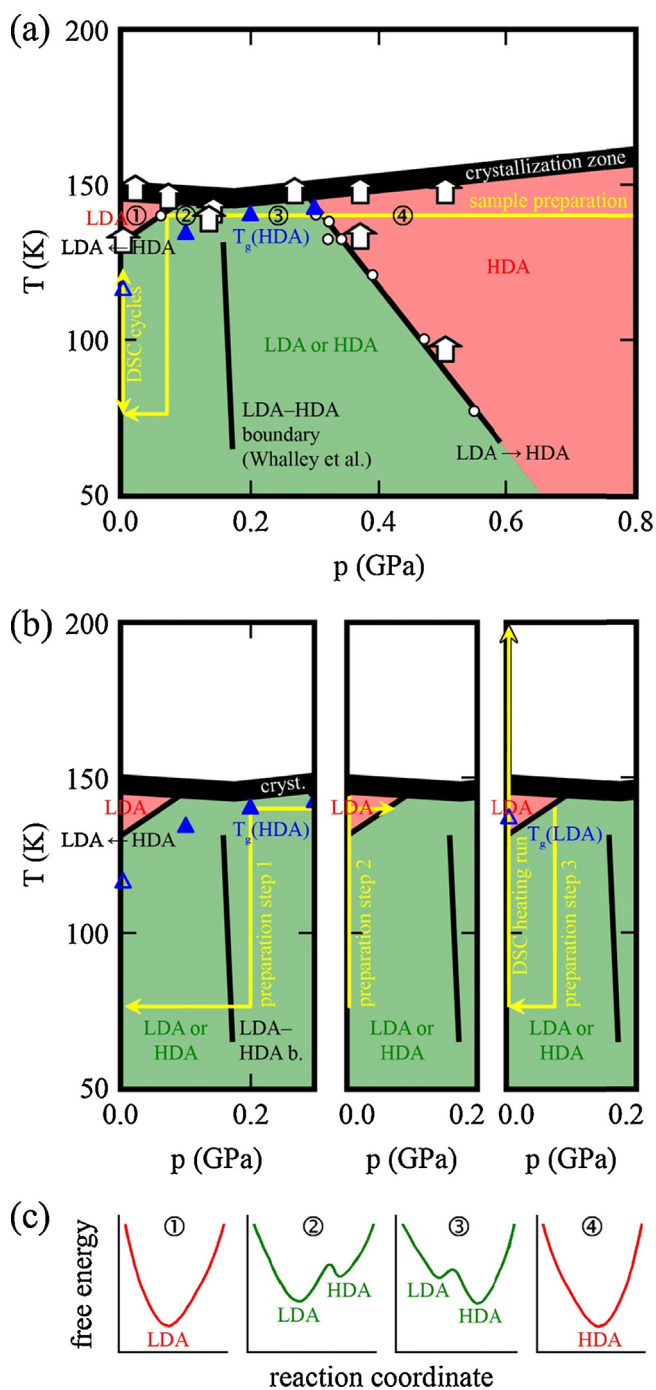 (a)
200
150
100
50
T (K)
crystallization zone
sample preparation
①
②
③
④
LDA
LDA ← HDA
T_g(HDA)
HDA
DSC cycles
LDA or HDA
LDA–HDA
boundary
(Whalley et al.)
LDA → HDA
0.0 0.2 0.4 0.6 0.8
p (GPa)
(b)
200
150
100
50
T (K)
cryst.
LDA
LDA ← HDA
T_g(HDA)
preparation step 1
LDA or
HDA
LDA–
HDA b.
0.0 0.2
p (GPa)
LDA
preparation step 2
LDA or
HDA
0.0 0.2
p (GPa)
LDA
T_g(LDA)
DSC heating run
preparation step 3
LDA or
HDA
0.0 0.2
p (GPa)
(c)
free energy
①
LDA
②
LDA
HDA
③
LDA
HDA
④
HDA
reaction coordinate